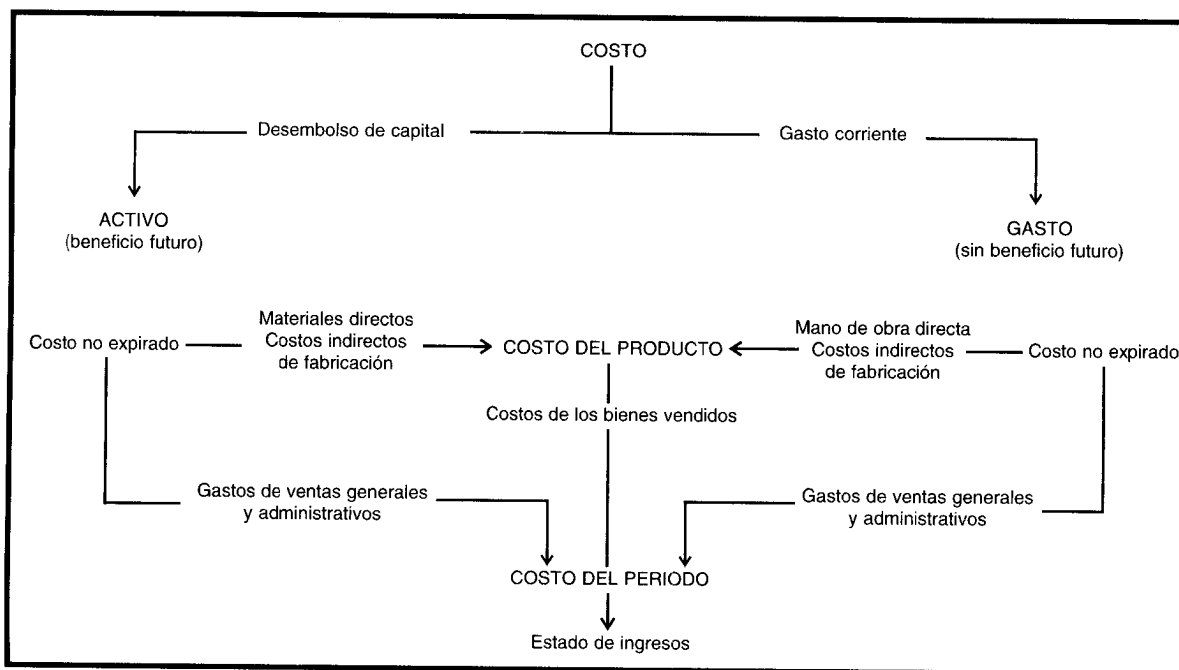 COSTO
Desembolso de capital
Gasto corriente
ACTIVO
(beneficio futuro)
GASTO
(sin beneficio futuro)
Costo no expirado
Materiales directos
Costos indirectos
de fabricación
COSTO DEL PRODUCTO
Mano de obra directa
Costos indirectos
de fabricación
Costo no expirado
Costos de los bienes vendidos
Gastos de ventas generales
y administrativos
Gastos de ventas generales
y administrativos
COSTO DEL PERIODO
Estado de ingresos